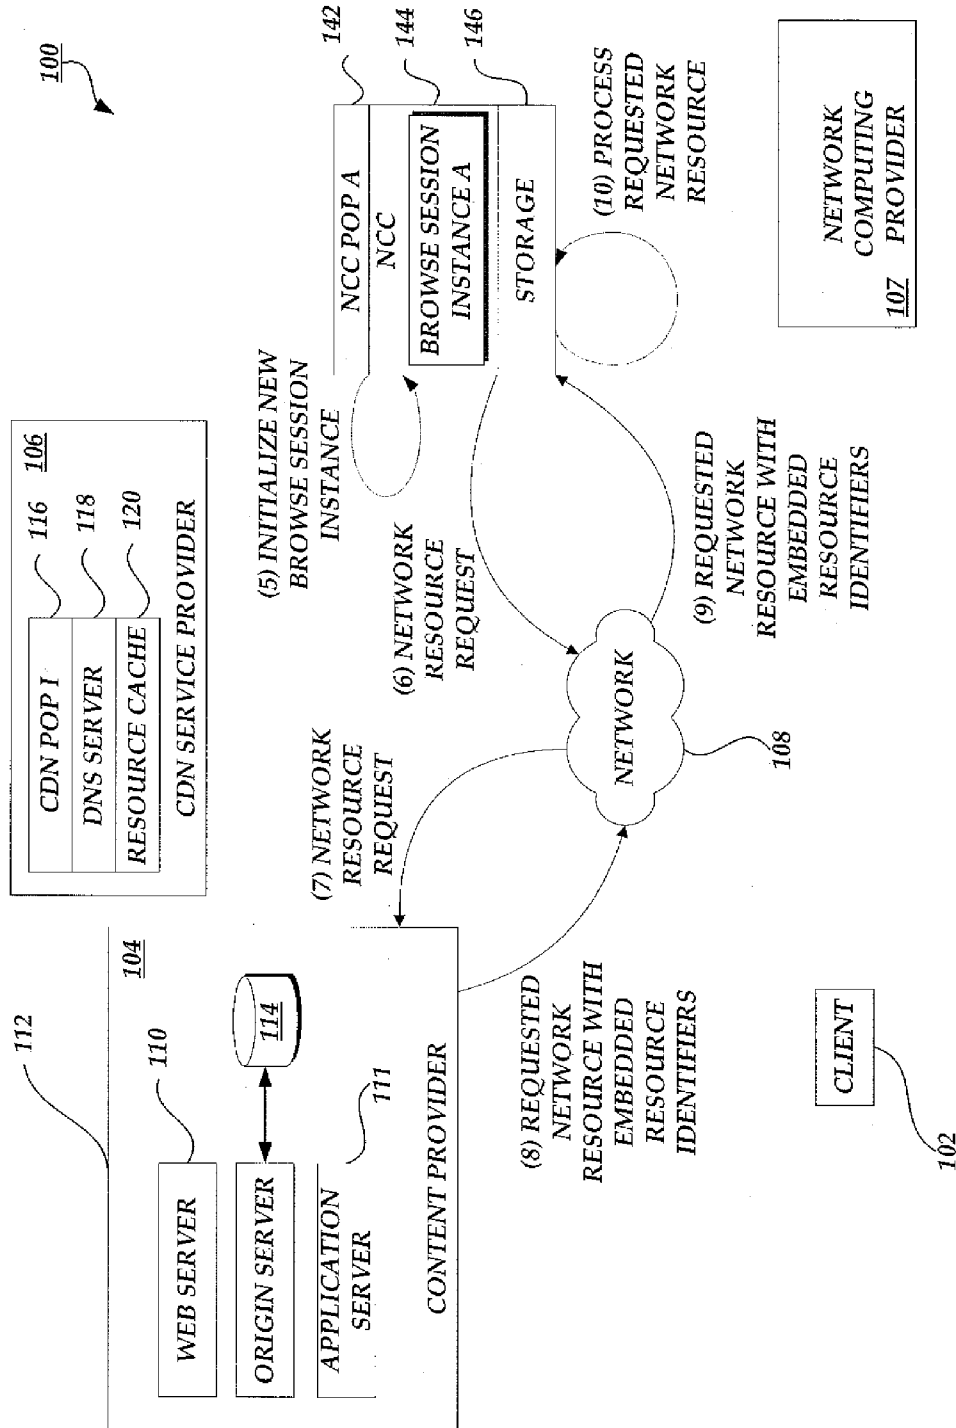 100
112
104
110
WEB SERVER
ORIGIN SERVER
114
111
APPLICATION
SERVER
CONTENT PROVIDER
106
CDN POP I
116
DNS SERVER
118
RESOURCE CACHE
120
CDN SERVICE PROVIDER
142
144
146
NCC POP A
NCC
BROWSE SESSION
INSTANCE A
STORAGE
(5) INITIALIZE NEW
BROWSE SESSION
INSTANCE
(6) NETWORK
RESOURCE
REQUEST
(7) NETWORK
RESOURCE
REQUEST
(8) REQUESTED
NETWORK
RESOURCE WITH
EMBEDDED
RESOURCE
IDENTIFIERS
(9) REQUESTED
NETWORK
RESOURCE WITH
EMBEDDED
RESOURCE
IDENTIFIERS
(10) PROCESS
REQUESTED
NETWORK
RESOURCE
NETWORK
108
CLIENT
102
NETWORK
COMPUTING
PROVIDER
107